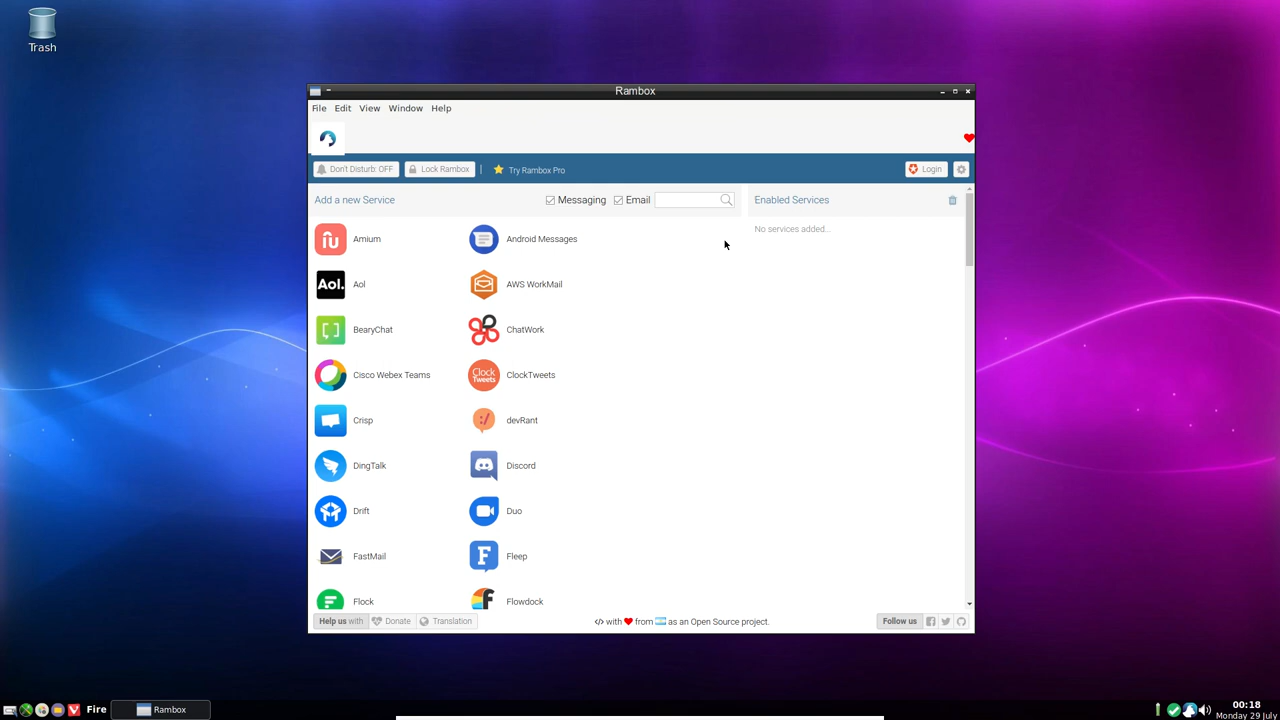 Trash
Rambox
File Edit View Window Help
Don't Disturb: OFF Lock Rambox | Try Rambox Pro Login
Add a new Service Messaging Email Enabled Services
No services added...
Amium Android Messages
Aol. Aol AWS WorkMail
BearyChat ChatWork
Cisco Webex Teams Clock Tweets ClockTweets
Crisp devRant
DingTalk Discord
Drift Duo
FastMail Fleep
Flock Flowdock
Help us with Donate Translation </> with ❤ from as an Open Source project. Follow us
Fire Rambox 00:18
Monday 29 July